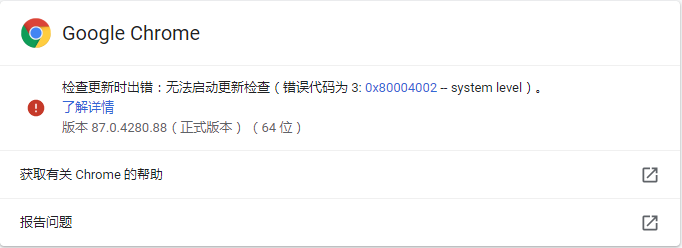 Google Chrome
检查更新时出错：无法启动更新检查（错误代码为 3: 0x80004002 -- system level）。
了解详情
版本 87.0.4280.88（正式版本） （64 位）
获取有关 Chrome 的帮助
报告问题